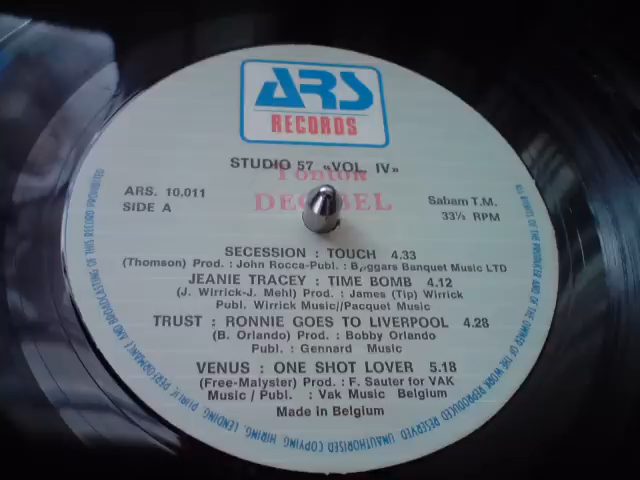 ARS
RECORDS
STUDIO 57 «VOL. IV»
Tonton
DECIBEL
ARS. 10.011
SIDE A
Sabam T.M.
33⅓ RPM
SECESSION : TOUCH 4.33
(Thomson) Prod. : John Rocca-Publ. : Beggars Banquet Music LTD
JEANIE TRACEY : TIME BOMB 4.12
(J. Wirrick-J. Mehl) Prod. : James (Tip) Wirrick
Publ. Wirrick Music//Pacquet Music
TRUST : RONNIE GOES TO LIVERPOOL 4.28
(B. Orlando) Prod. : Bobby Orlando
Publ. : Gennard Music
VENUS : ONE SHOT LOVER 5.18
(Free-Malyster) Prod. : F. Sauter for VAK
Music / Publ. : Vak Music Belgium
Made in Belgium
ALL RIGHTS OF THE PRODUCER AND OF THE OWNER OF THE WORK REPRODUCED RESERVED. UNAUTHORISED COPYING, HIRING, LENDING, PUBLIC PERFORMANCE AND BROADCASTING OF THIS RECORD PROHIBITED